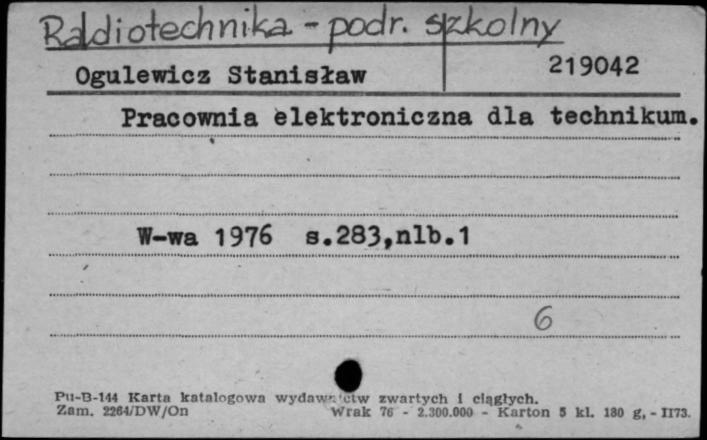 Radiotechnika - podr. szkolny
Ogulewicz Stanisław 219042
Pracownia elektroniczna dla technikum.
W-wa 1976 s.283,nlb.1
6
Pu-B-144 Karta katalogowa wydawnictw zwartych i ciągłych.
Zam. 2264/DW/On Wrak 76 - 2.300.000 - Karton 5 kl. 180 g, - II73.